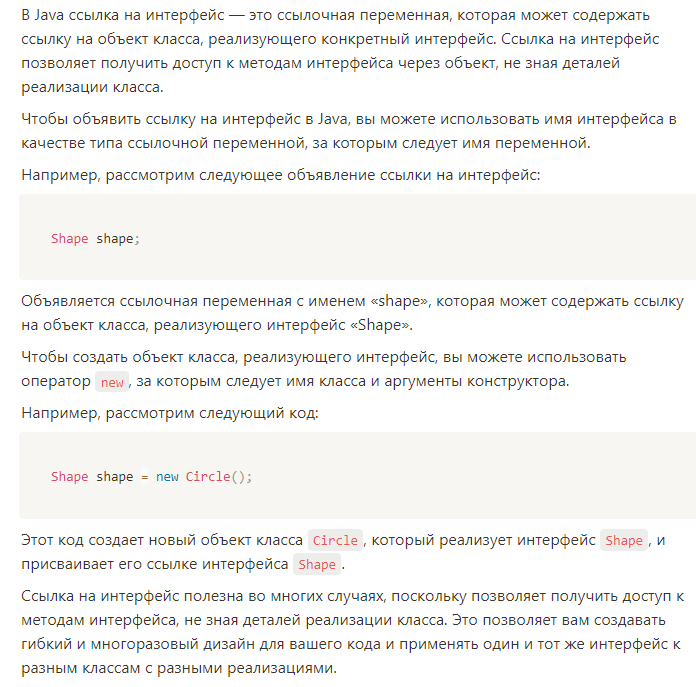 В Java ссылка на интерфейс — это ссылочная переменная, которая может содержать
ссылку на объект класса, реализующего конкретный интерфейс. Ссылка на интерфейс
позволяет получить доступ к методам интерфейса через объект, не зная деталей
реализации класса.
Чтобы объявить ссылку на интерфейс в Java, вы можете использовать имя интерфейса в
качестве типа ссылочной переменной, за которым следует имя переменной.
Например, рассмотрим следующее объявление ссылки на интерфейс:
Shape shape;
Объявляется ссылочная переменная с именем «shape», которая может содержать ссылку
на объект класса, реализующего интерфейс «Shape».
Чтобы создать объект класса, реализующего интерфейс, вы можете использовать
оператор new, за которым следует имя класса и аргументы конструктора.
Например, рассмотрим следующий код:
Shape shape = new Circle();
Этот код создает новый объект класса Circle, который реализует интерфейс Shape, и
присваивает его ссылке интерфейса Shape.
Ссылка на интерфейс полезна во многих случаях, поскольку позволяет получить доступ к
методам интерфейса, не зная деталей реализации класса. Это позволяет вам создавать
гибкий и многоразовый дизайн для вашего кода и применять один и тот же интерфейс к
разным классам с разными реализациями.